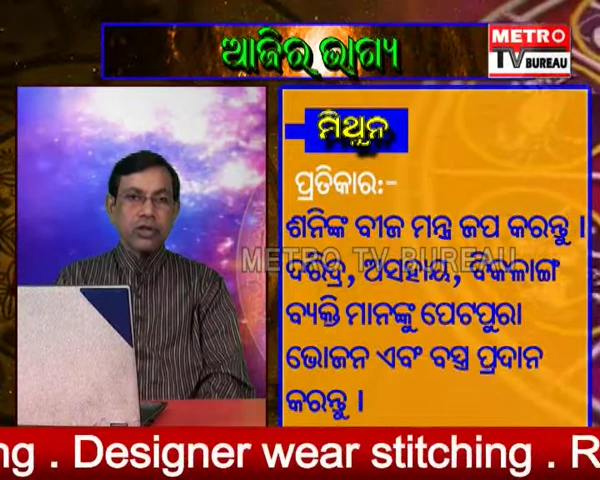 ଆଜିର ଭାଗ୍ୟ
METRO
TV BUREAU
ମିଥୁନ
ପ୍ରତିକାର:-
ଶନିଙ୍କ ବୀଜ ମନ୍ତ୍ର ଜପ କରନ୍ତୁ ।
METRO TV BUREAU
ଦରିଦ୍ର, ଅସହାୟ, ବିକଳାଙ୍ଗ
ବ୍ୟକ୍ତି ମାନଙ୍କୁ ପେଟପୁରା
ଭୋଜନ ଏବଂ ବସ୍ତ୍ର ପ୍ରଦାନ
କରନ୍ତୁ ।
ng . Designer wear stitching . R